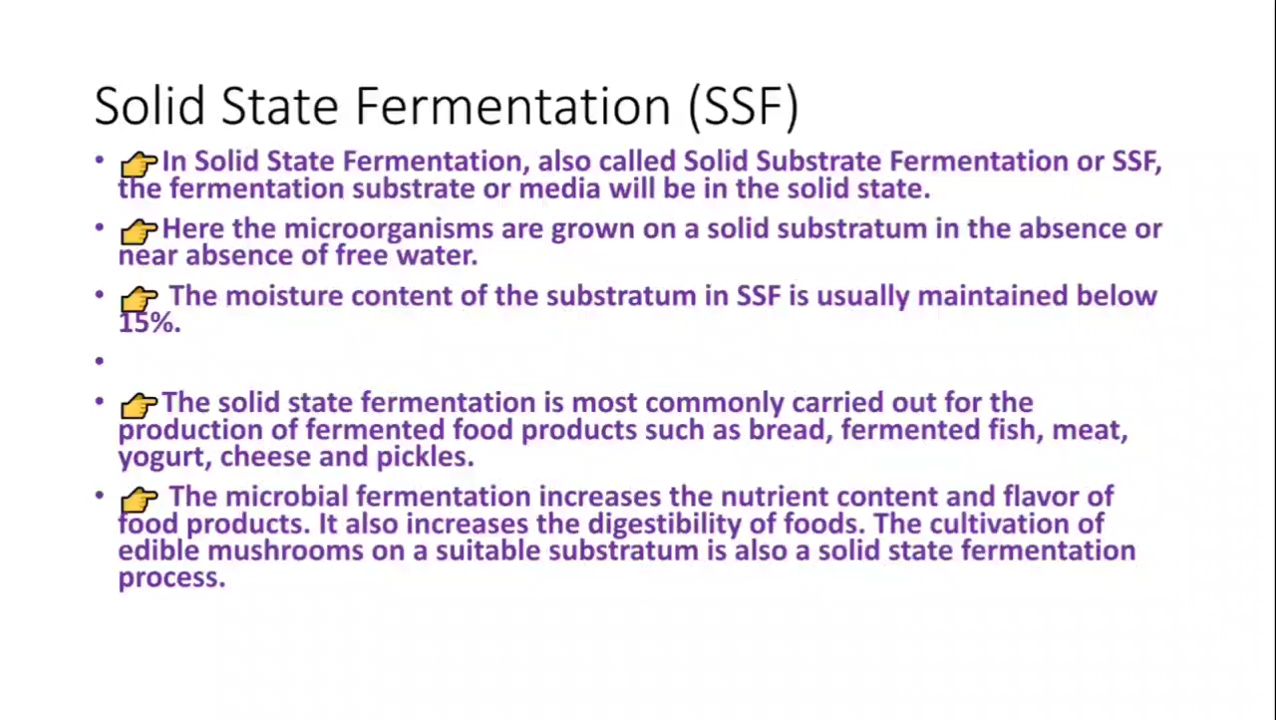 Solid State Fermentation (SSF)
• 👉In Solid State Fermentation, also called Solid Substrate Fermentation or SSF,
the fermentation substrate or media will be in the solid state.
• 👉Here the microorganisms are grown on a solid substratum in the absence or
near absence of free water.
• 👉 The moisture content of the substratum in SSF is usually maintained below
15%.
•
• 👉The solid state fermentation is most commonly carried out for the
production of fermented food products such as bread, fermented fish, meat,
yogurt, cheese and pickles.
• 👉 The microbial fermentation increases the nutrient content and flavor of
food products. It also increases the digestibility of foods. The cultivation of
edible mushrooms on a suitable substratum is also a solid state fermentation
process.